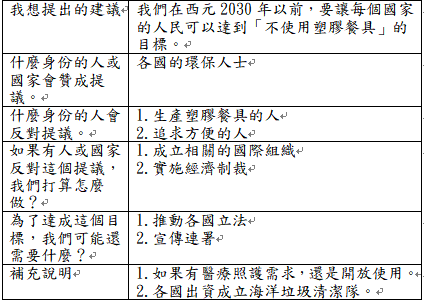 我想提出的建議
我們在西元 2030 年以前，要讓每個國家
的人民可以達到「不使用塑膠餐具」的
目標。
什麼身份的人或
國家會贊成提
議。
各國的環保人士
什麼身份的人會
反對提議。
1.生產塑膠餐具的人
2.追求方便的人
如果有人或國家
反對這個提議，
我們打算怎麼
做？
1.成立相關的國際組織
2.實施經濟制裁
為了達成這個目
標，我們可能還
需要什麼？
1.推動各國立法
2.宣傳連署
補充說明
1.如果有醫療照護需求，還是開放使用。
2.各國出資成立海洋垃圾清潔隊。